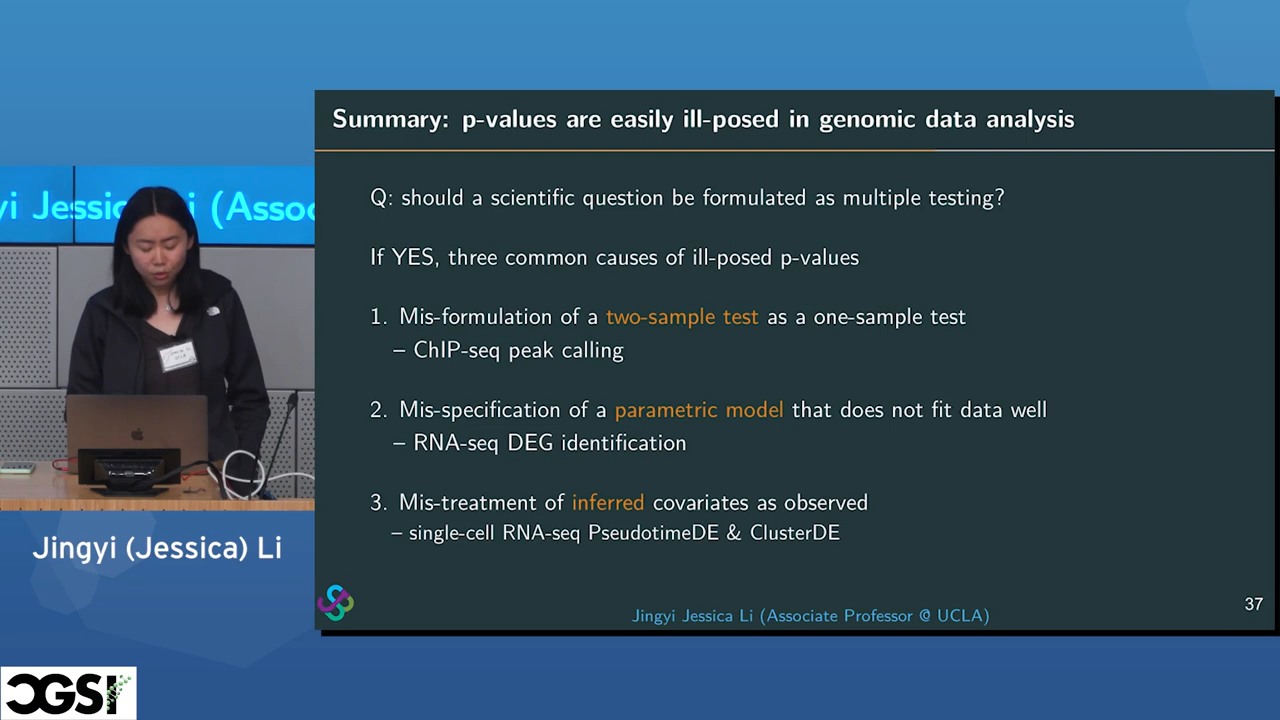 Summary: p-values are easily ill-posed in genomic data analysis
Q: should a scientific question be formulated as multiple testing?
If YES, three common causes of ill-posed p-values
1. Mis-formulation of a two-sample test as a one-sample test
– ChIP-seq peak calling
2. Mis-specification of a parametric model that does not fit data well
– RNA-seq DEG identification
3. Mis-treatment of inferred covariates as observed
– single-cell RNA-seq PseudotimeDE & ClusterDE
Jingyi Jessica Li (Associate Professor @ UCLA)
37
yi Jessic i (Assoc
Jingyi (Jessica) Li
CGSI